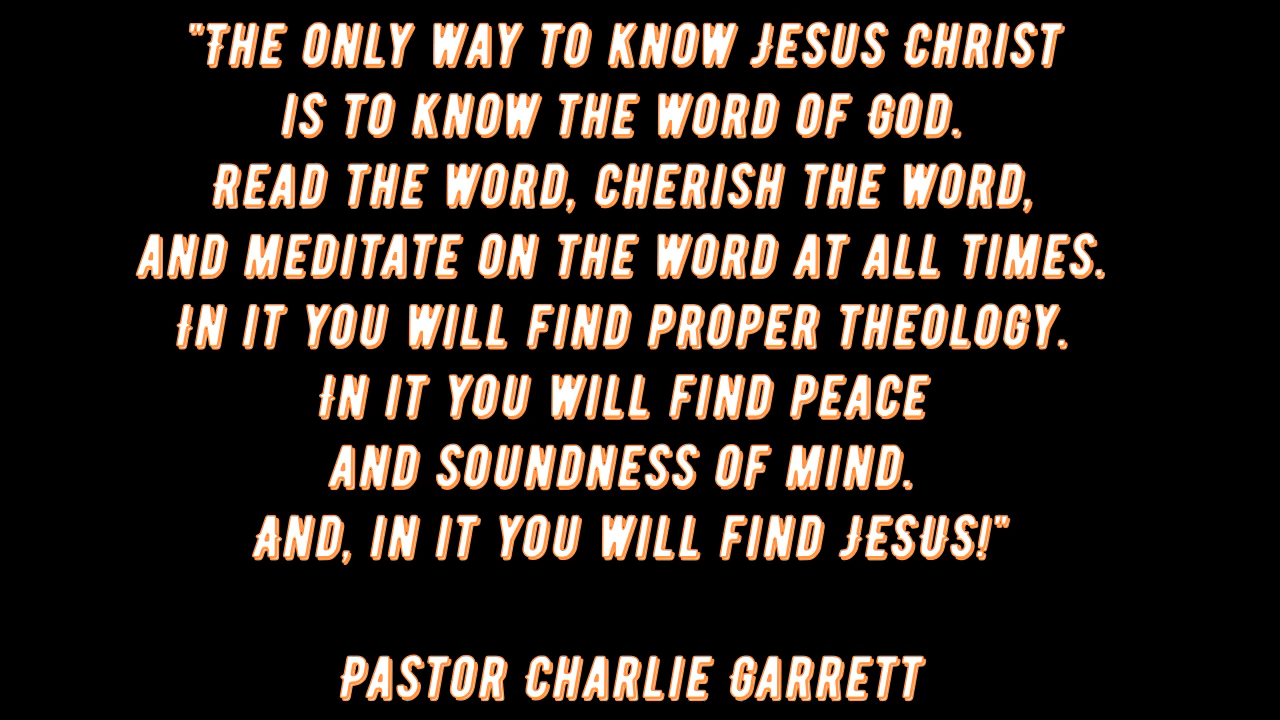 "The only way to know Jesus Christ
is to know the word of God.
Read the word, cherish the word,
and meditate on the word at all times.
In it you will find proper theology.
In it you will find peace
and soundness of mind.
And, in it you will find Jesus!"
Pastor Charlie Garrett